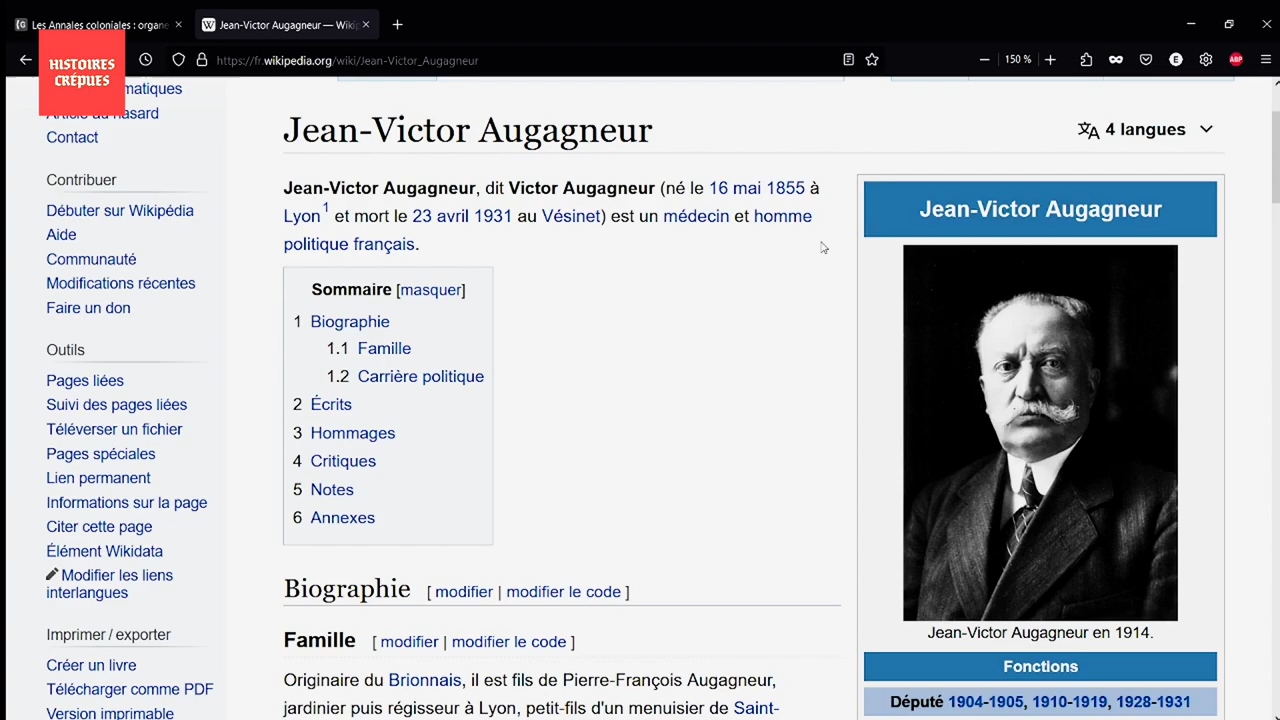 Les Annales coloniales : organe
Jean-Victor Augagneur — Wikip
https://fr.wikipedia.org/wiki/Jean-Victor_Augagneur
150 %
E
ABP
HISTOIRES
CRÉPUES
Contact
Contribuer
Débuter sur Wikipédia
Aide
Communauté
Modifications récentes
Faire un don
Outils
Pages liées
Suivi des pages liées
Téléverser un fichier
Pages spéciales
Lien permanent
Informations sur la page
Citer cette page
Élément Wikidata
Modifier les liens
interlangues
Imprimer / exporter
Créer un livre
Télécharger comme PDF
Version imprimable
Jean-Victor Augagneur
4 langues
Jean-Victor Augagneur, dit Victor Augagneur (né le 16 mai 1855 à
Lyon1 et mort le 23 avril 1931 au Vésinet) est un médecin et homme
politique français.
Sommaire [masquer]
1 Biographie
1.1 Famille
1.2 Carrière politique
2 Écrits
3 Hommages
4 Critiques
5 Notes
6 Annexes
Biographie [ modifier | modifier le code ]
Famille [ modifier | modifier le code ]
Originaire du Brionnais, il est fils de Pierre-François Augagneur,
jardinier puis régisseur à Lyon, petit-fils d'un menuisier de Saint-
Jean-Victor Augagneur
Jean-Victor Augagneur en 1914.
Fonctions
Député 1904-1905, 1910-1919, 1928-1931